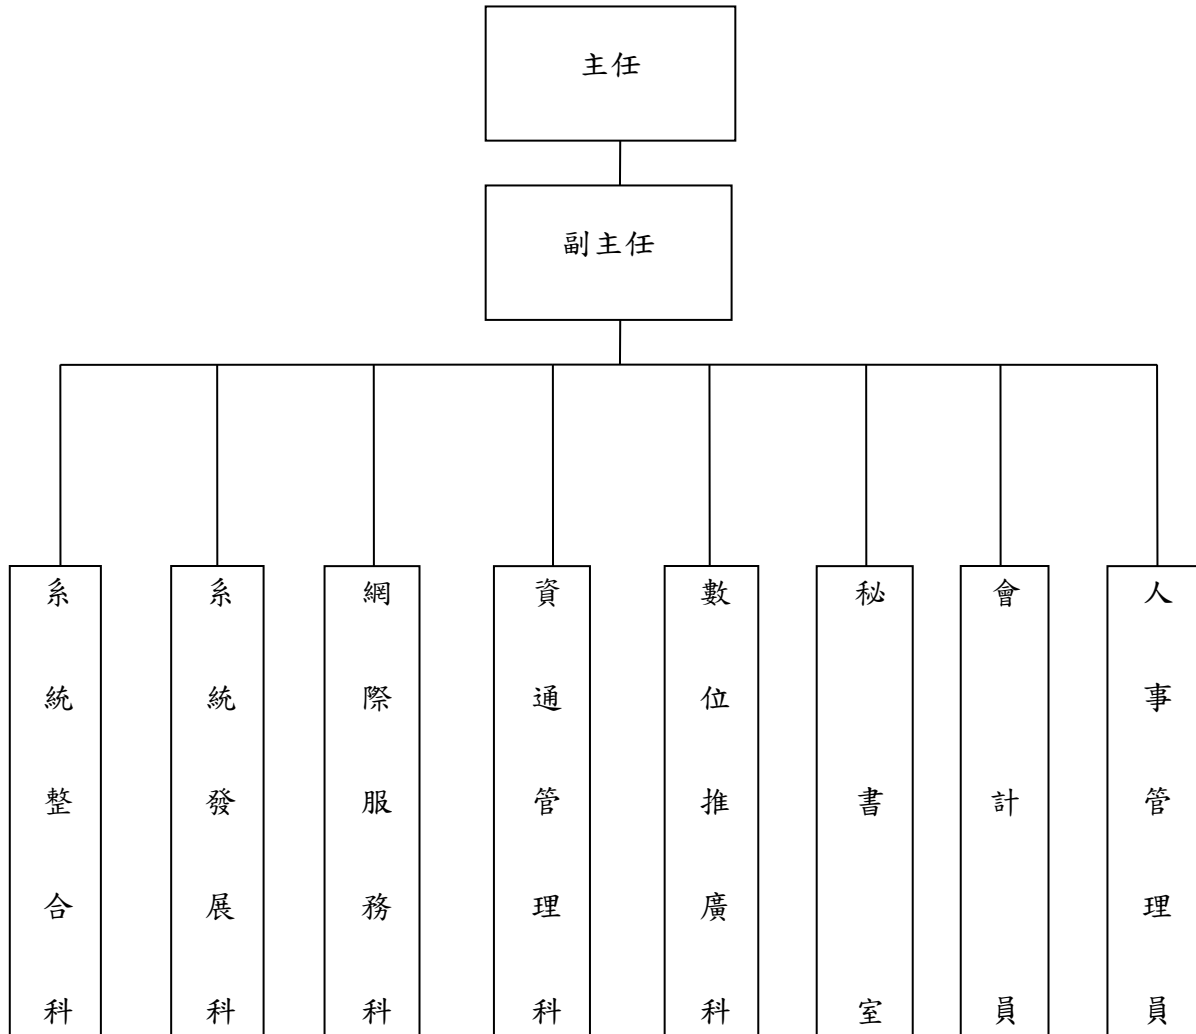 主任
副主任
系統整合科
系統發展科
網際服務科
資通管理科
數位推廣科
秘書室
會計員
人事管理員